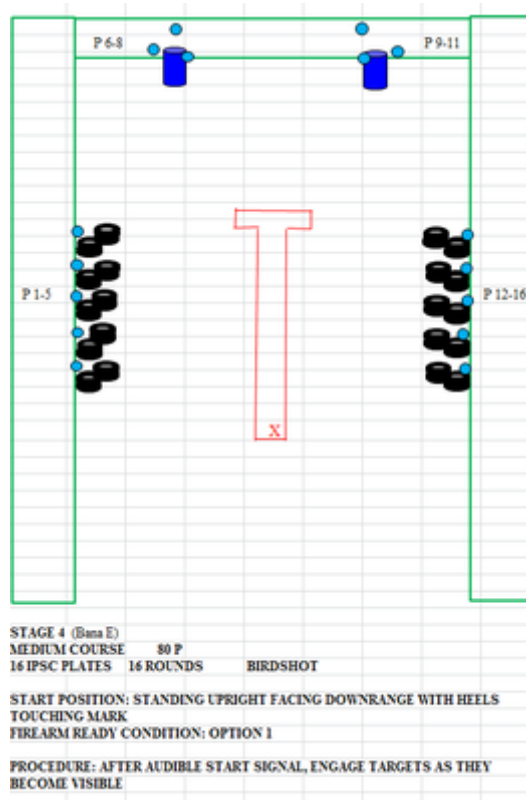 P 6-8
P 9-11
P 1-5
P 12-16
X
STAGE 4 (Bana E)
MEDIUM COURSE 80 P
16 IPSC PLATES 16 ROUNDS BIRDSHOT
START POSITION: STANDING UPRIGHT FACING DOWNRANGE WITH HEELS
TOUCHING MARK
FIREARM READY CONDITION: OPTION 1
PROCEDURE: AFTER AUDIBLE START SIGNAL, ENGAGE TARGETS AS THEY
BECOME VISIBLE